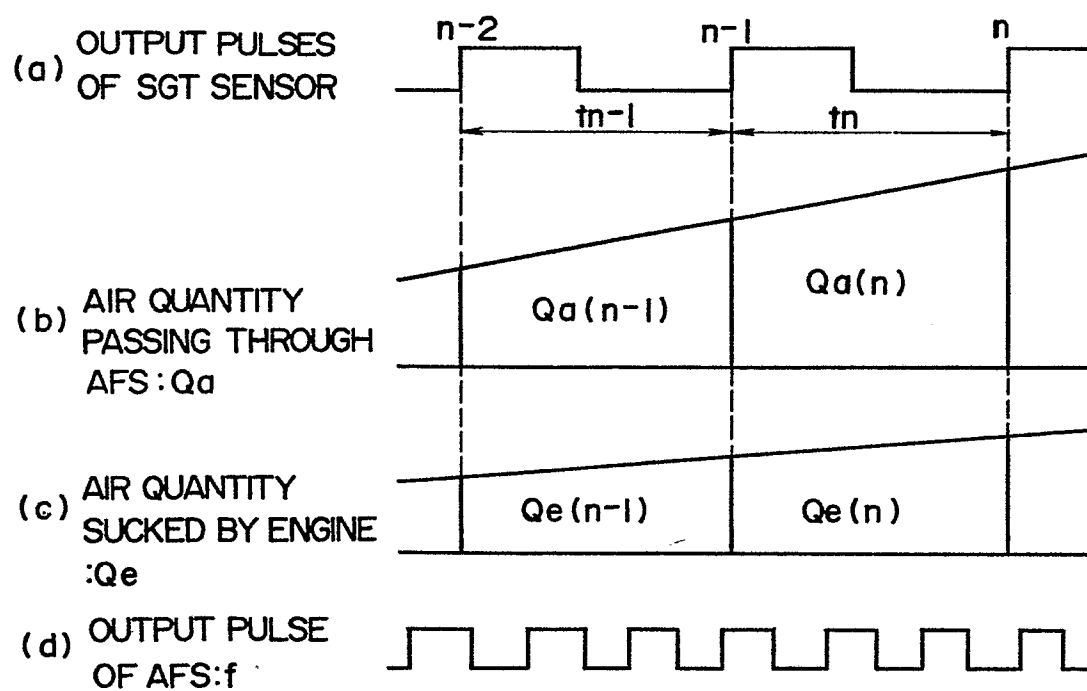 n-2 n-1 n
(a) OUTPUT PULSES
OF SGT SENSOR
tn-1 tn
(b) AIR QUANTITY
PASSING THROUGH
AFS:Qa
Qa(n-1) Qa(n)
(c) AIR QUANTITY
SUCKED BY ENGINE
:Qe
Qe(n-1) Qe(n)
(d) OUTPUT PULSE
OF AFS:f